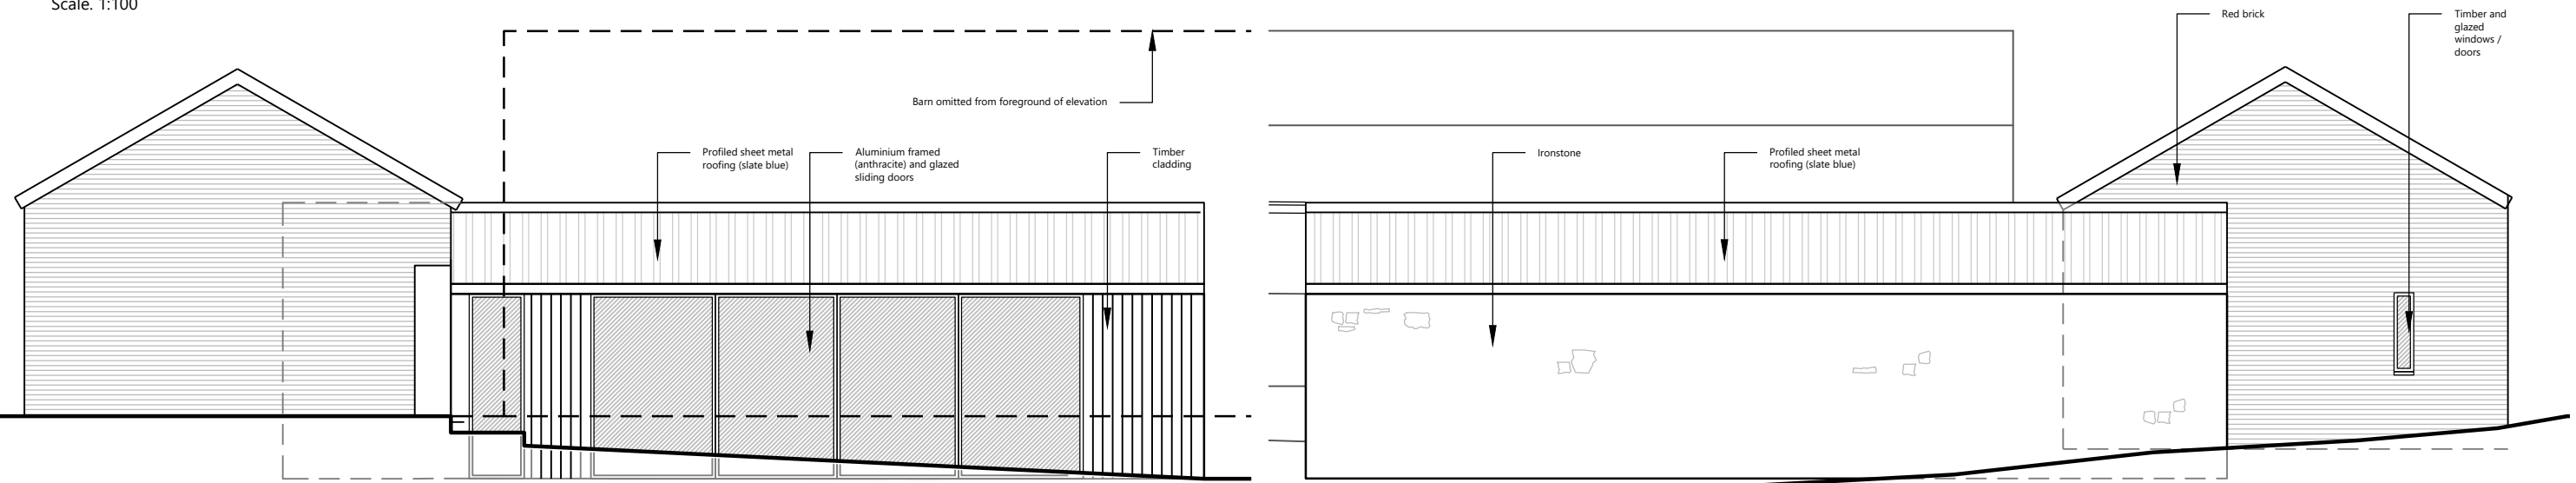 Scale. 1:100
Barn omitted from foreground of elevation
Profiled sheet metal
roofing (slate blue)
Aluminium framed
(anthracite) and glazed
sliding doors
Timber
cladding
Ironstone
Profiled sheet metal
roofing (slate blue)
Red brick
Timber and
glazed
windows /
doors